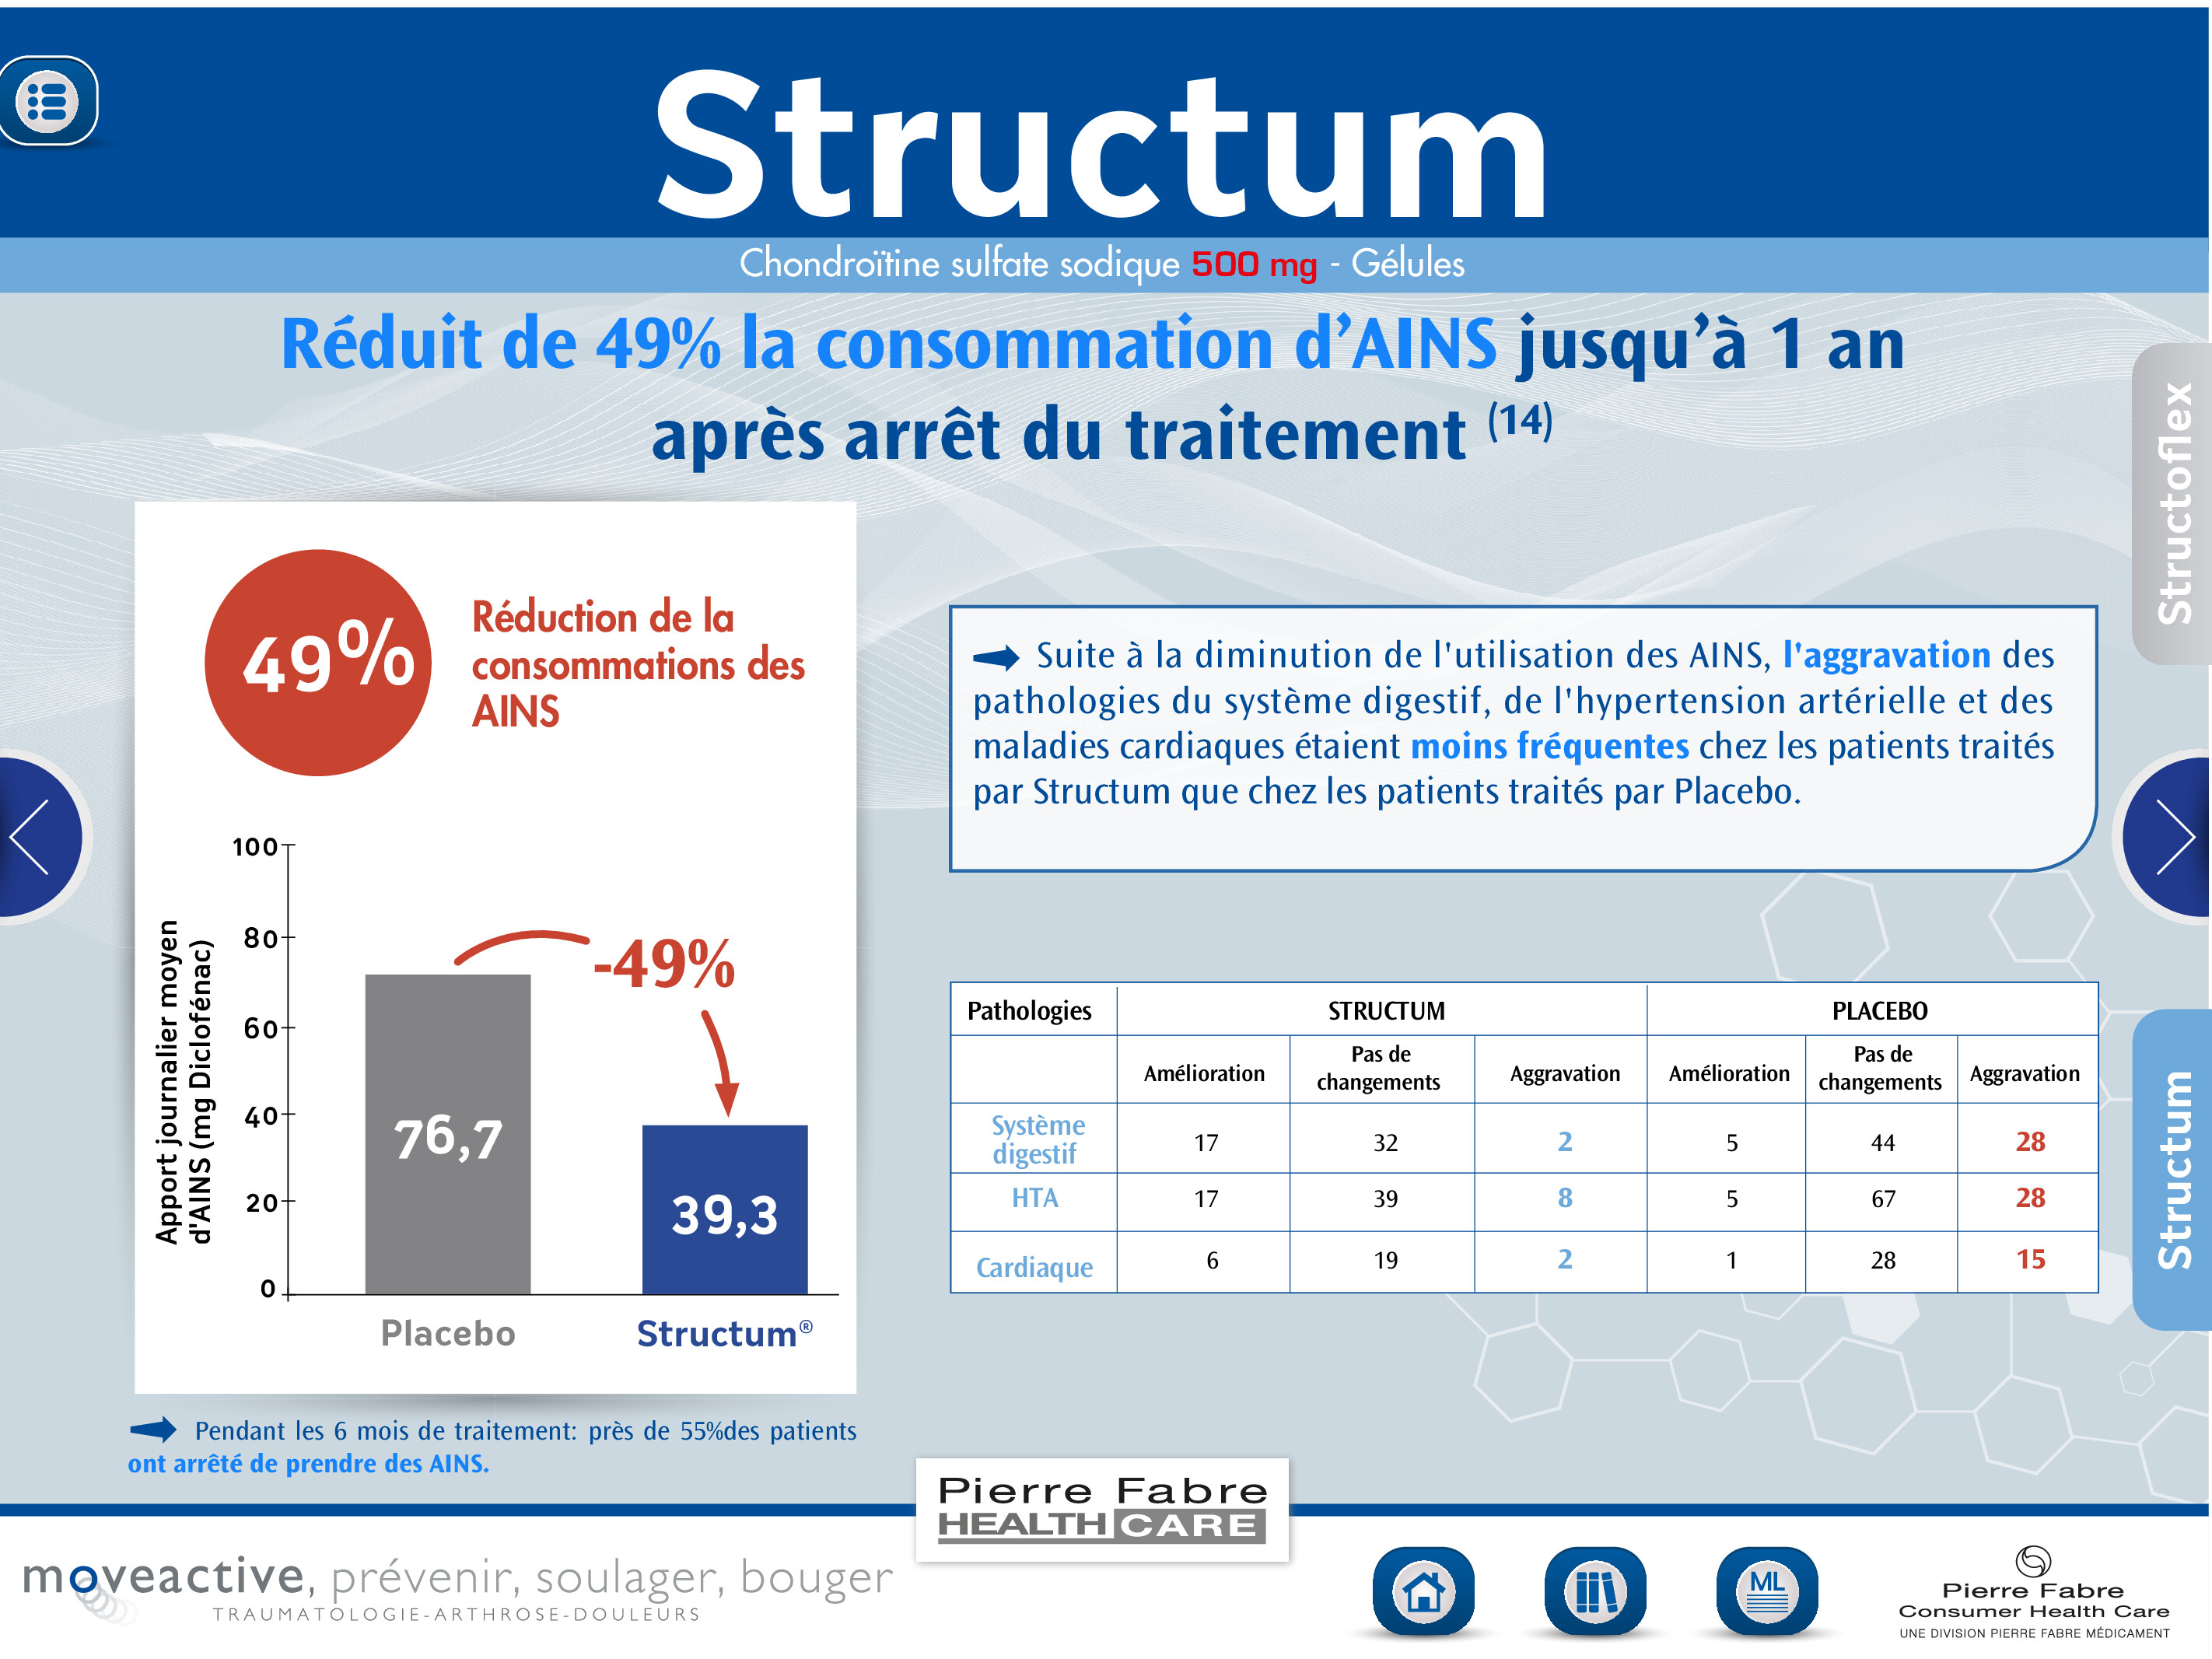 Structum
Chondroïtine sulfate sodique 500 mg - Gélules
Réduit de 49% la consommation d’AINS jusqu’à 1 an
après arrêt du traitement (14)
49%
Réduction de la
consommations des
AINS
Apport journalier moyen
d'AINS (mg Diclofénac)
100
80
60
40
20
0
-49%
76,7
39,3
Placebo
Structum®
➞ Pendant les 6 mois de traitement: près de 55%des patients
ont arrêté de prendre des AINS.
➞ Suite à la diminution de l'utilisation des AINS, l'aggravation des
pathologies du système digestif, de l'hypertension artérielle et des
maladies cardiaques étaient moins fréquentes chez les patients traités
par Structum que chez les patients traités par Placebo.
Pathologies STRUCTUM PLACEBO
Amélioration Pas de changements Aggravation Amélioration Pas de changements Aggravation
Système digestif 17 32 2 5 44 28
HTA 17 39 8 5 67 28
Cardiaque 6 19 2 1 28 15
Structoflex
Structum
Pierre Fabre
HEALTH CARE
moveactive, prévenir, soulager, bouger
TRAUMATOLOGIE-ARTHROSE-DOULEURS
ML
Pierre Fabre
Consumer Health Care
UNE DIVISION PIERRE FABRE MÉDICAMENT